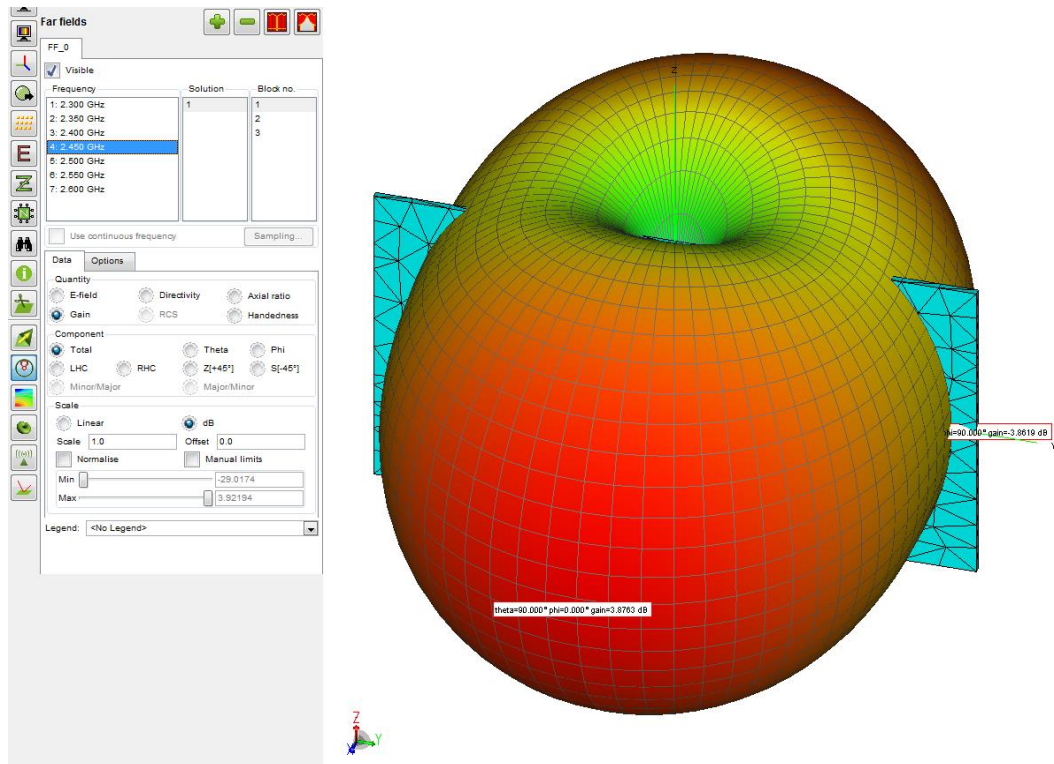 Far fields
FF_0
Visible
Frequency Solution Block no.
1: 2.300 GHz 1 1
2: 2.350 GHz 2
3: 2.400 GHz 3
4: 2.450 GHz
5: 2.500 GHz
6: 2.550 GHz
7: 2.600 GHz
Use continuous frequency Sampling...
Data Options
Quantity
E-field Directivity Axial ratio
Gain RCS Handedness
Component
Total Theta Phi
LHC RHC Z[+45°] S[-45°]
Minor/Major Major/Minor
Scale
Linear dB
Scale 1.0 Offset 0.0
Normalise Manual limits
Min -29.0174
Max 3.92194
Legend: <No Legend>
E
Z
Z
hi=90.000° gain=-3.8619 dB
Y
theta=90.000° phi=0.000° gain=3.8763 dB
Z
Y
X